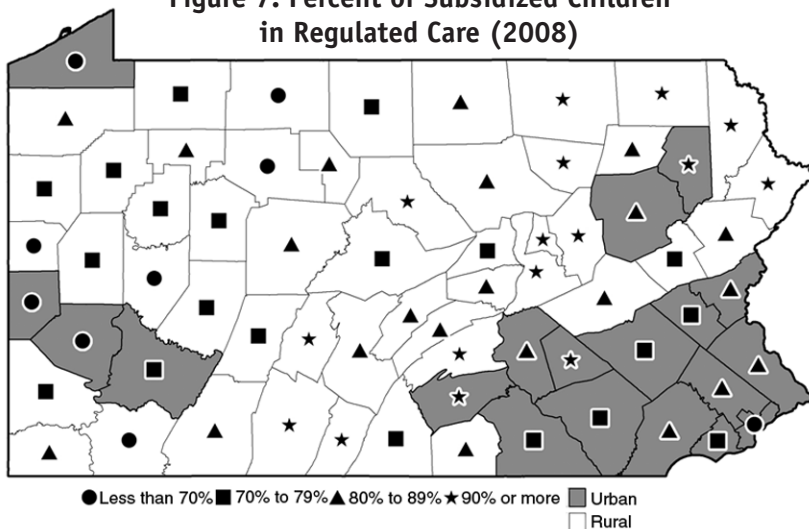 Figure 7: Percent of Subsidized Children
in Regulated Care (2008)
Less than 70% 70% to 79% 80% to 89% 90% or more Urban
Rural